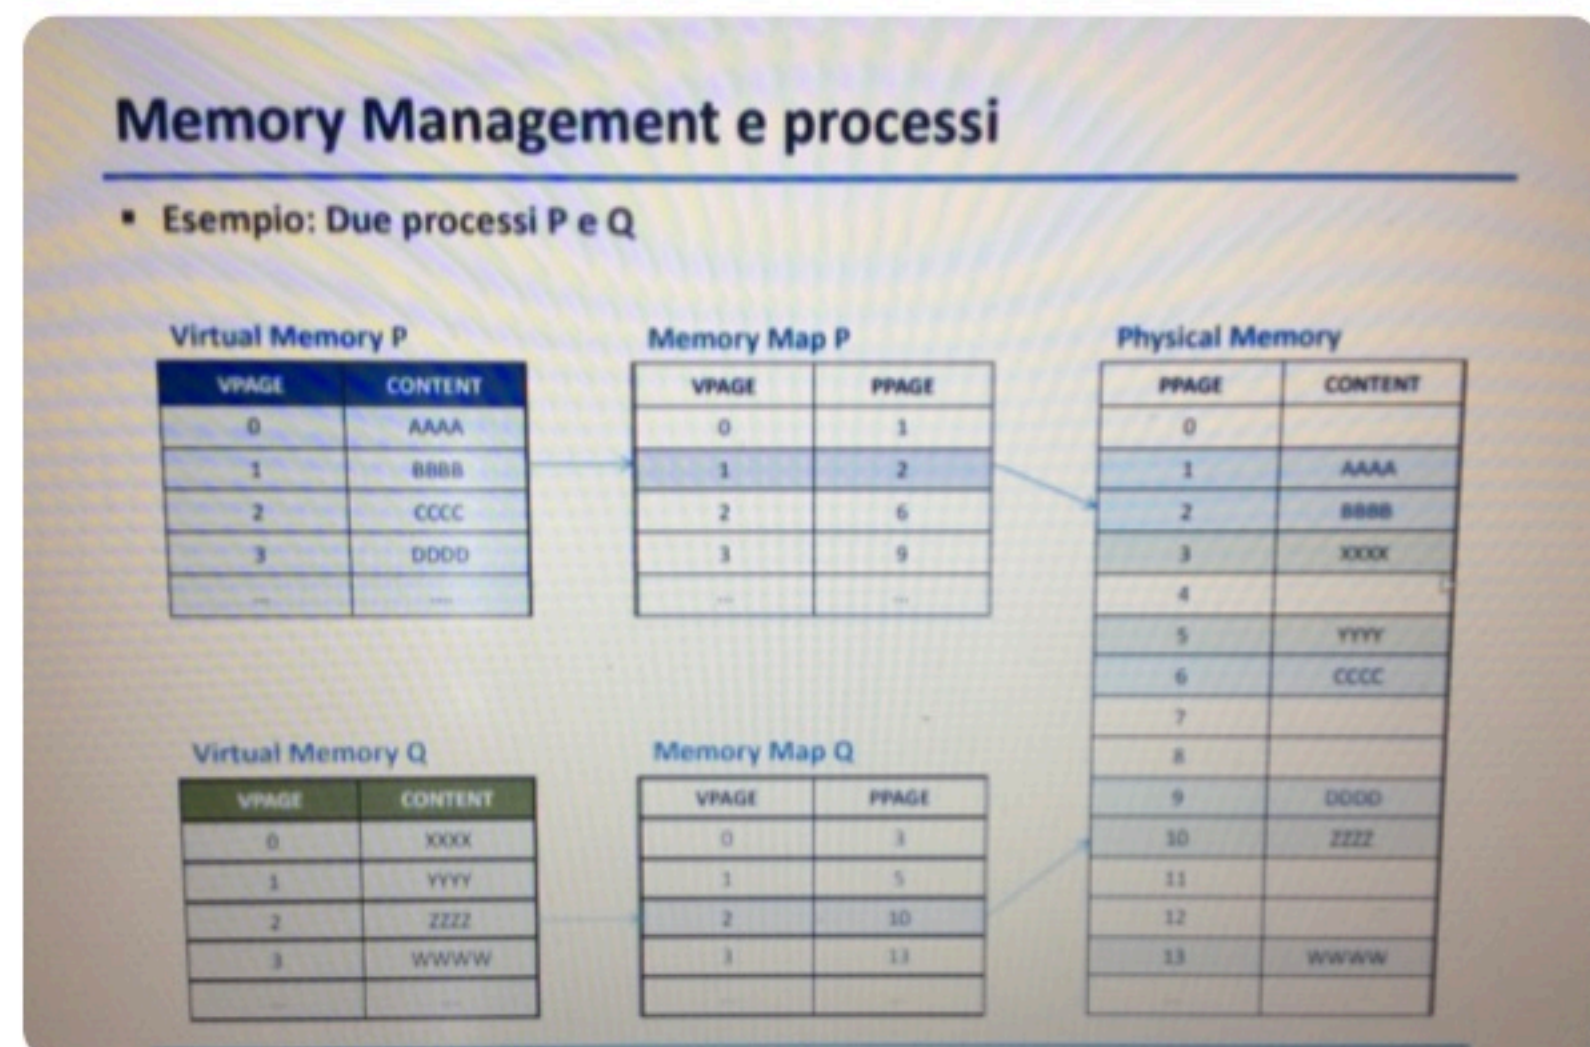 Memory Management e processi
▪ Esempio: Due processi P e Q
Virtual Memory P
VPAGE CONTENT
0 AAAA
1 BBBB
2 CCCC
3 DDDD
... ....
Memory Map P
VPAGE PPAGE
0 1
1 2
2 6
3 9
... ...
Physical Memory
PPAGE CONTENT
0
1 AAAA
2 BBBB
3 XXXX
4
5 YYYY
6 CCCC
7
8
9 DDDD
10 ZZZZ
11
12
13 WWWW
...
Virtual Memory Q
VPAGE CONTENT
0 XXXX
1 YYYY
2 ZZZZ
3 WWWW
... ....
Memory Map Q
VPAGE PPAGE
0 3
1 5
2 10
3 13
... ...